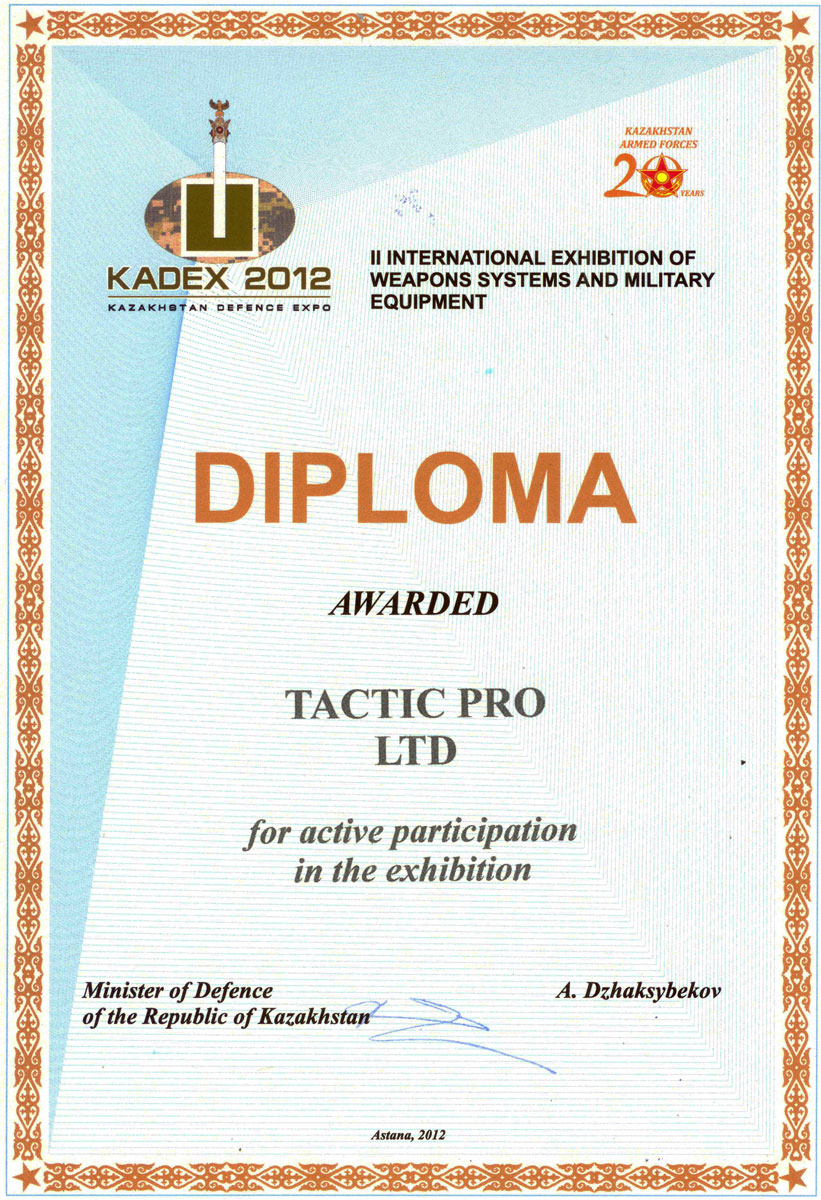 KAZAKHSTAN
ARMED FORCES
20 YEARS
KADEX 2012
KAZAKHSTAN DEFENCE EXPO
II INTERNATIONAL EXHIBITION OF
WEAPONS SYSTEMS AND MILITARY
EQUIPMENT
DIPLOMA
AWARDED
TACTIC PRO
LTD
for active participation
in the exhibition
Minister of Defence
of the Republic of Kazakhstan
A. Dzhaksybekov
Astana, 2012